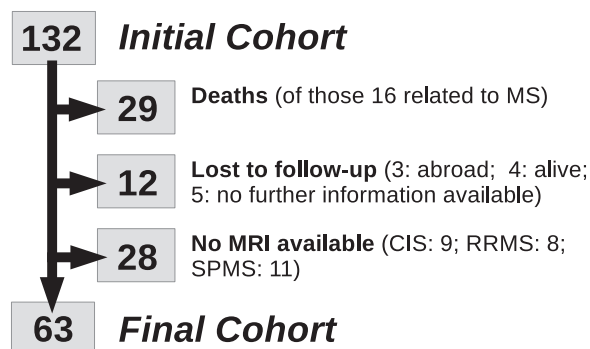 132 Initial Cohort
29 Deaths (of those 16 related to MS)
12 Lost to follow-up (3: abroad; 4: alive;
5: no further information available)
28 No MRI available (CIS: 9; RRMS: 8;
SPMS: 11)
63 Final Cohort